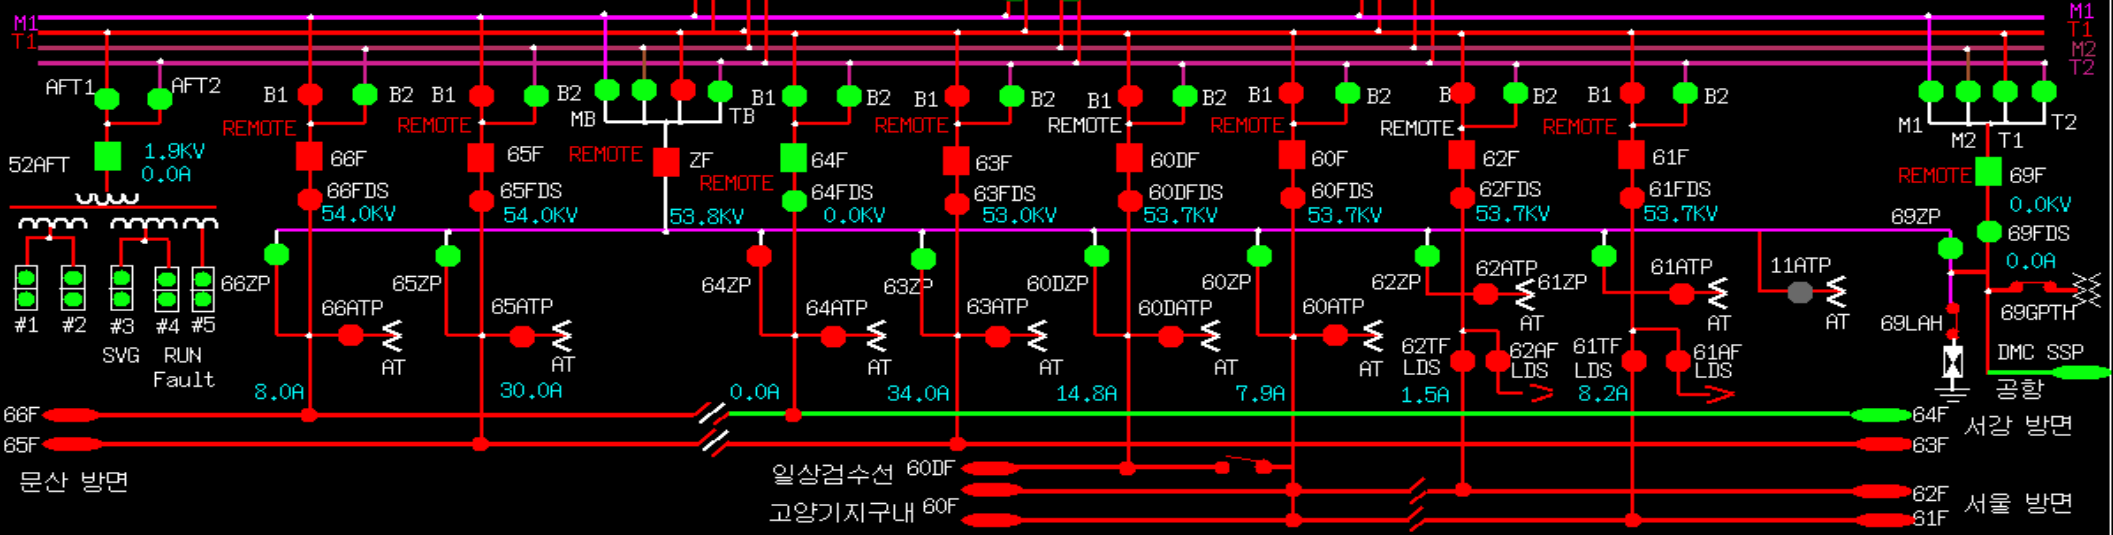 M1 M1
T1 T1
M2
T2
AFT1 AFT2 B1 B2 B1 B2 MB TB B1 B2 B1 B2 B1 B2 B1 B2 B B2 B1 B2 M1 M2 T1 T2
REMOTE REMOTE REMOTE REMOTE REMOTE REMOTE REMOTE REMOTE REMOTE REMOTE
52AFT 1.9KV 66F 65F ZF 64F 63F 60DF 60F 62F 61F 69F
0.0A 66FDS 65FDS 64FDS 63FDS 60DFDS 60FDS 62FDS 61FDS 0.0KV
54.0KV 54.0KV 53.8KV 0.0KV 53.0KV 53.7KV 53.7KV 53.7KV 53.7KV 69ZP 69FDS
0.0A
66ZP 65ZP 64ZP 63ZP 60DZP 60ZP 62ZP 62ATP 61ZP 61ATP 11ATP
66ATP 65ATP 64ATP 63ATP 60DATP 60ATP AT AT AT 69LAH 69GPTH
#1 #2 #3 #4 #5
SVG RUN AT AT AT AT AT AT 62TF 62AF 61TF 61AF DMC SSP
Fault LDS LDS LDS LDS
8.0A 30.0A 0.0A 34.0A 14.8A 7.9A 1.5A 8.2A 공항
66F 64F 서강 방면
65F 63F
문산 방면 일상검수선 60DF
62F 서울 방면
고양기지구내 60F 61F